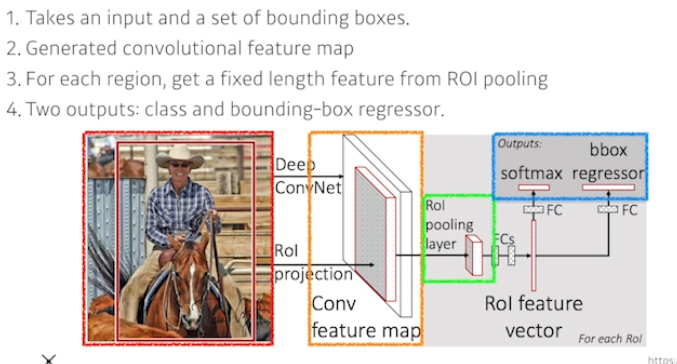 1. Takes an input and a set of bounding boxes.
2. Generated convolutional feature map
3. For each region, get a fixed length feature from ROI pooling
4. Two outputs: class and bounding-box regressor.
Outputs:
bbox
softmax regressor
Deep
ConvNet
RoI
pooling
layer
FCs
FC
FC
RoI
projection
Conv
feature map
RoI feature
vector
For each RoI
https: